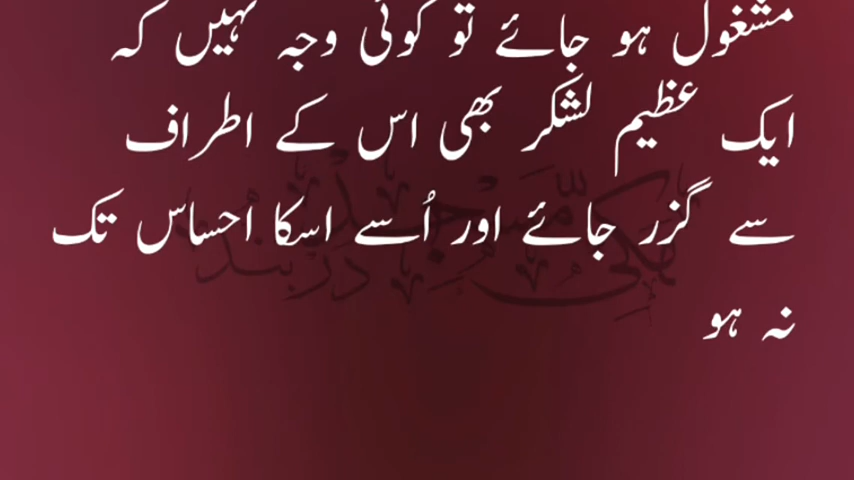 مشغول ہو جائے تو کوئی وجہ نہیں کہ
ایک عظیم لشکر بھی اس کے اطراف
سے گزر جائے اور اُسے اسکا احساس تک
نہ ہو